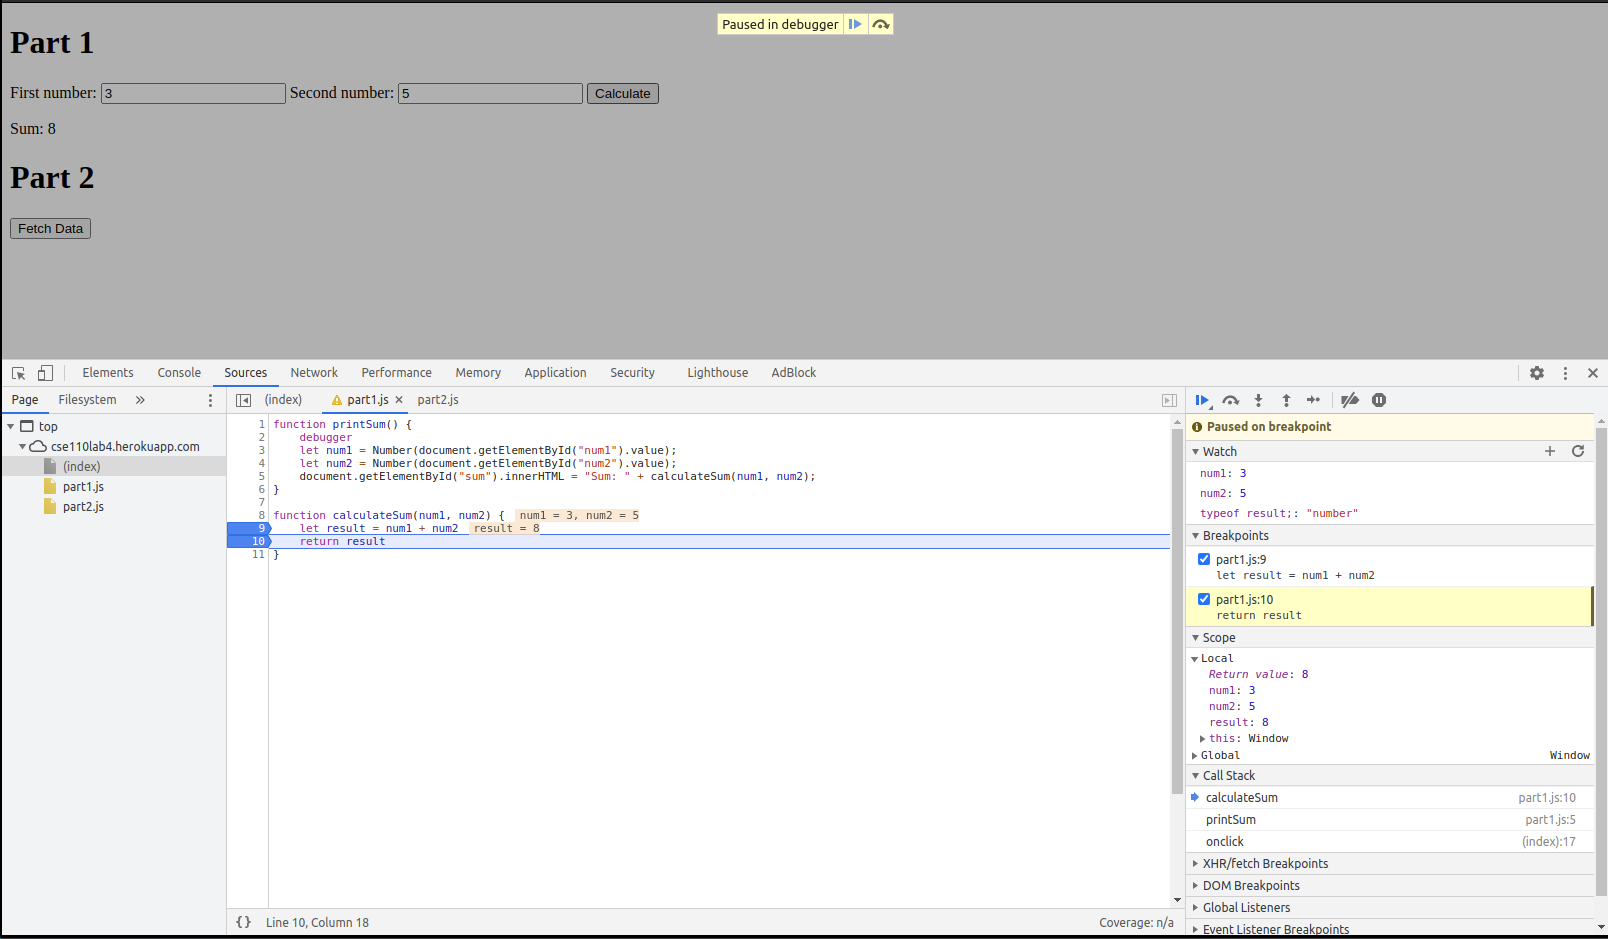 Paused in debugger
Part 1
First number: 3 Second number: 5 Calculate
Sum: 8
Part 2
Fetch Data
Elements Console Sources Network Performance Memory Application Security Lighthouse AdBlock
Page Filesystem »
(index) part1.js × part2.js
top
cse110lab4.herokuapp.com
(index)
part1.js
part2.js
1 function printSum() {
2 debugger
3 let num1 = Number(document.getElementById("num1").value);
4 let num2 = Number(document.getElementById("num2").value);
5 document.getElementById("sum").innerHTML = "Sum: " + calculateSum(num1, num2);
6 }
7
8 function calculateSum(num1, num2) { num1 = 3, num2 = 5
9 let result = num1 + num2 result = 8
10 return result
11 }
{} Line 10, Column 18 Coverage: n/a
Paused on breakpoint
Watch
num1: 3
num2: 5
typeof result;: "number"
Breakpoints
part1.js:9
let result = num1 + num2
part1.js:10
return result
Scope
Local
Return value: 8
num1: 3
num2: 5
result: 8
this: Window
Global Window
Call Stack
calculateSum part1.js:10
printSum part1.js:5
onclick (index):17
XHR/fetch Breakpoints
DOM Breakpoints
Global Listeners
Event Listener Breakpoints